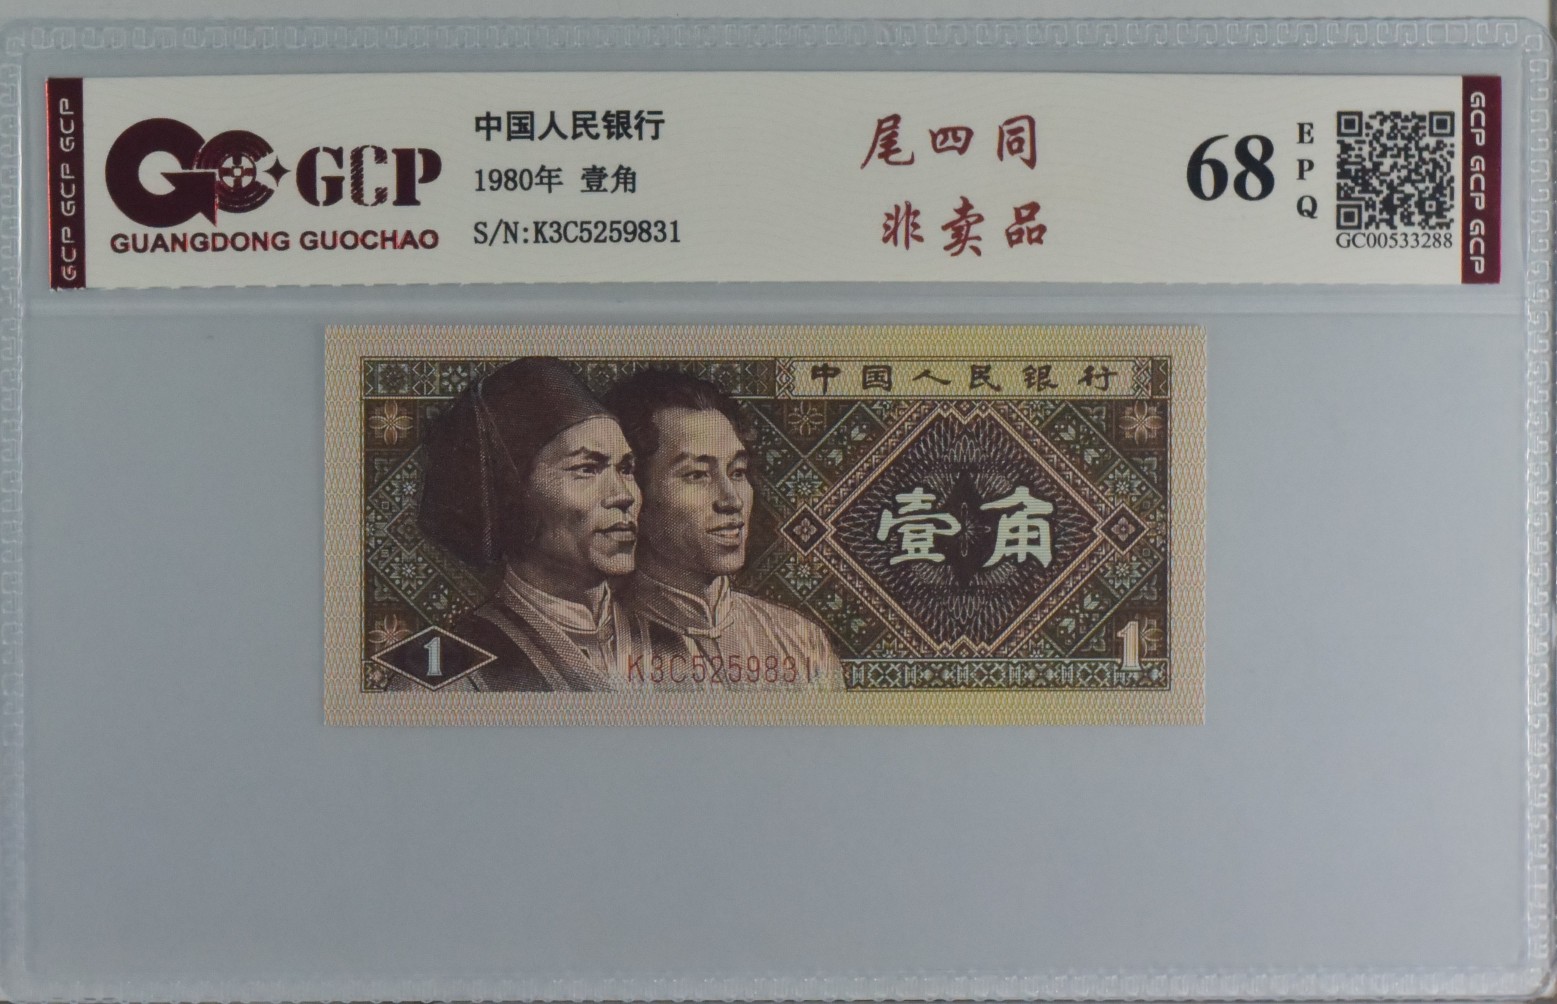 GCP GCP GCP
GCP
GUANGDONG GUOCHAO
中国人民银行
1980年 壹角
S/N:K3C5259831
尾四同
非卖品
68
EPQ
GC00533288
GCP GCP GCP
中国人民银行
壹角
1
K3C5259831
1